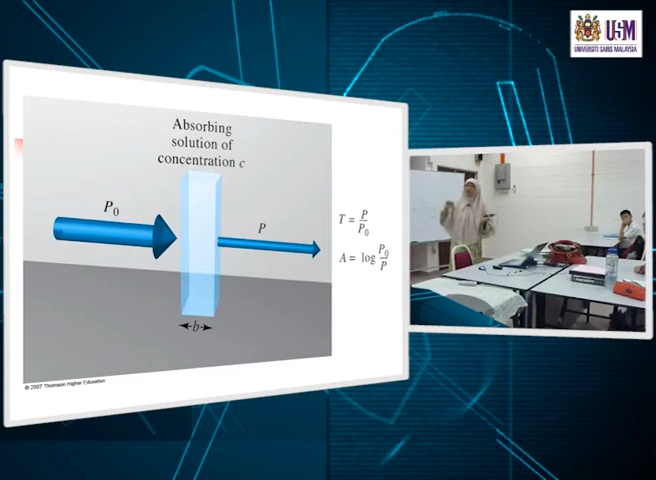 USM
UNIVERSITI SAINS MALAYSIA
Absorbing
solution of
concentration c
P₀
P
T = P/P₀
A = log P₀/P
b
© 2007 Thomson Higher Education